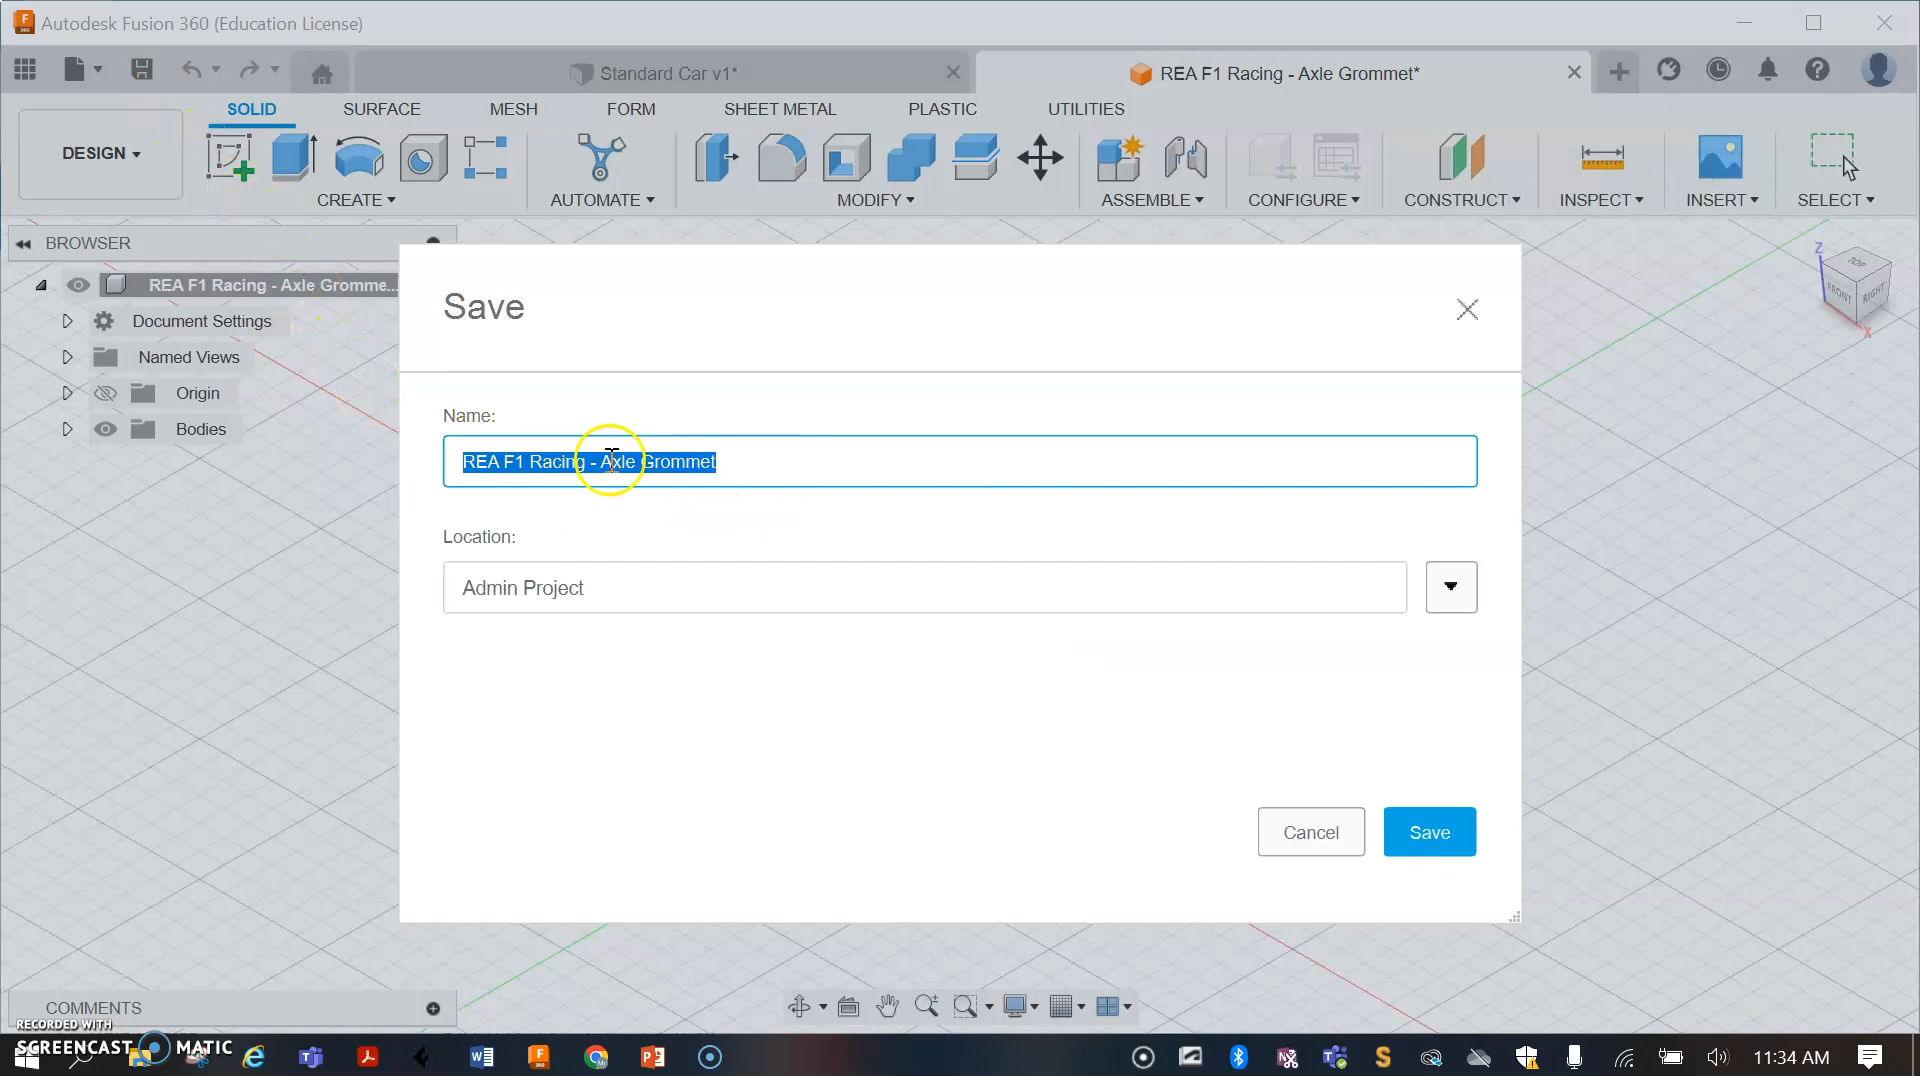 Autodesk Fusion 360 (Education License)
Standard Car v1*
REA F1 Racing - Axle Grommet*
SOLID
SURFACE
MESH
FORM
SHEET METAL
PLASTIC
UTILITIES
DESIGN
CREATE
AUTOMATE
MODIFY
ASSEMBLE
CONFIGURE
CONSTRUCT
INSPECT
INSERT
SELECT
BROWSER
REA F1 Racing - Axle Gromme...
Document Settings
Named Views
Origin
Bodies
Z
TOP
FRONT
RIGHT
X
Save
Name:
REA F1 Racing - Axle Grommet
Location:
Admin Project
Cancel
Save
COMMENTS
RECORDED WITH
SCREENCAST MATIC
11:34 AM